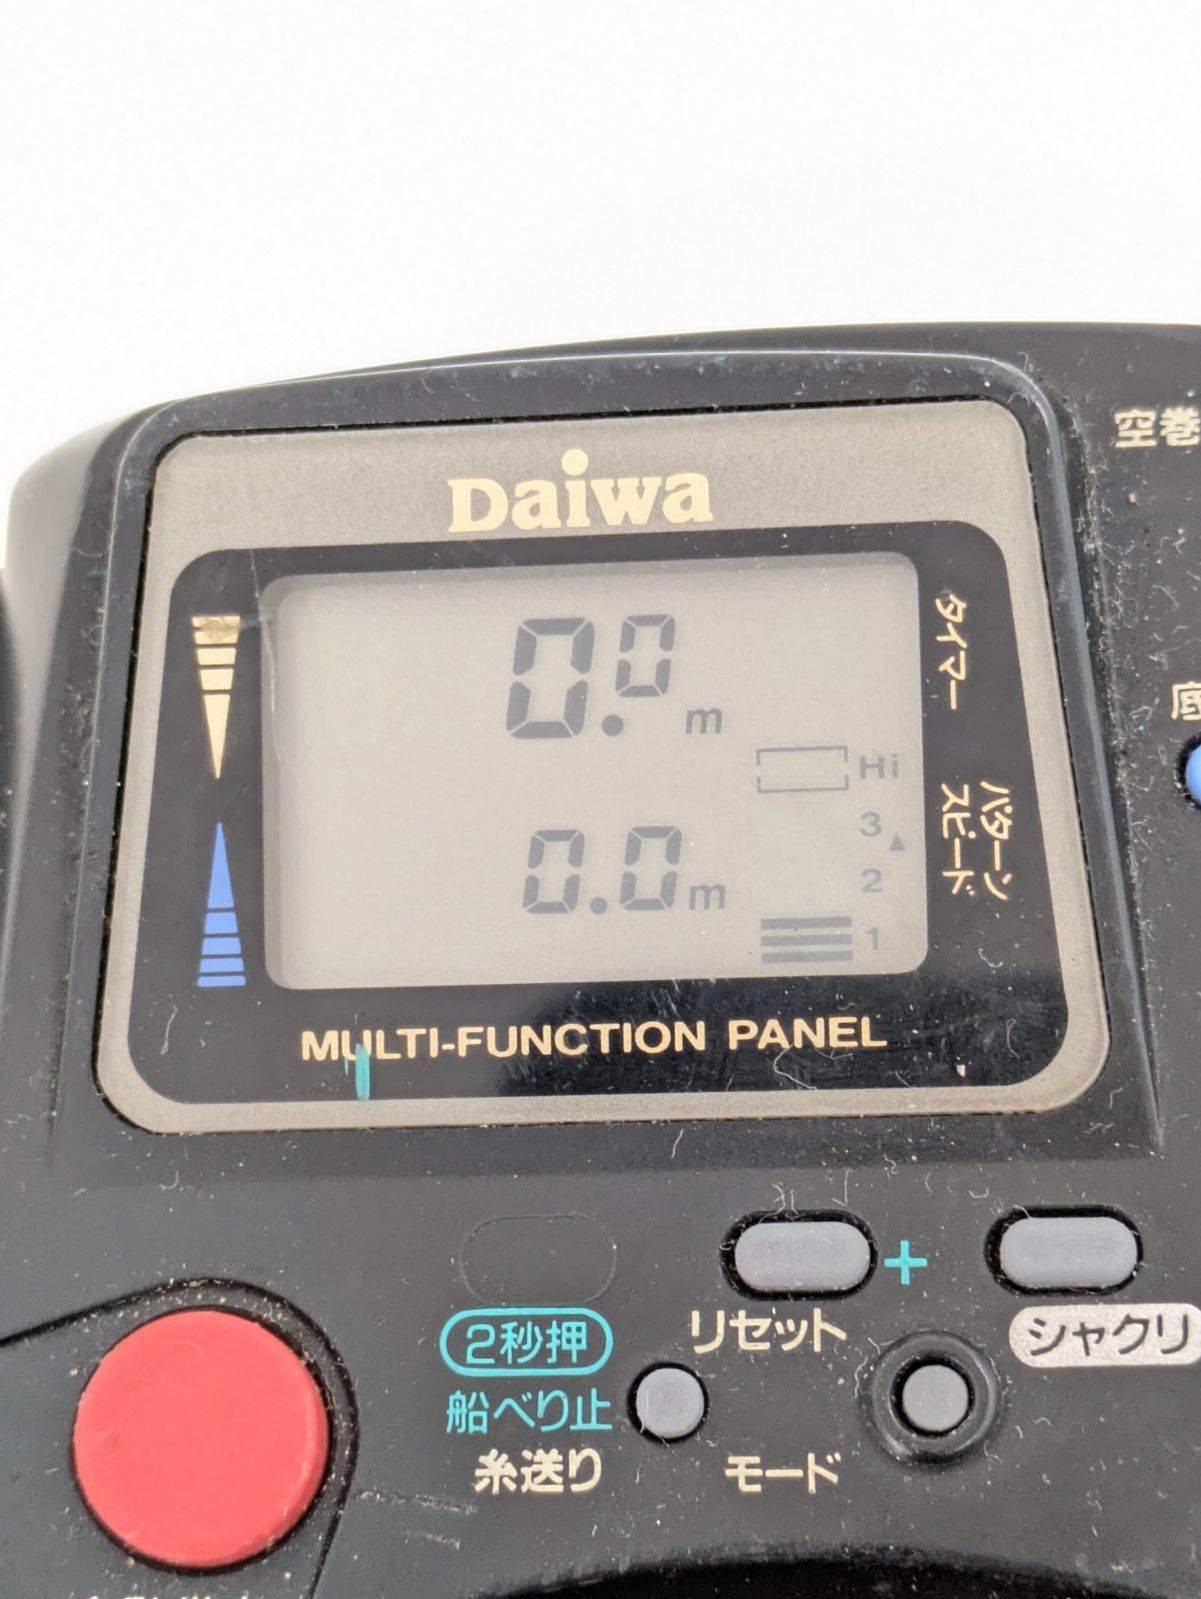 Daiwa
空巻
0.0 m
タイマー
Hi
3
2
1
パターン
スピード
0.0 m
底
MULTI-FUNCTION PANEL
+
リセット
シャクリ
2秒押
船べり止
糸送り
モード